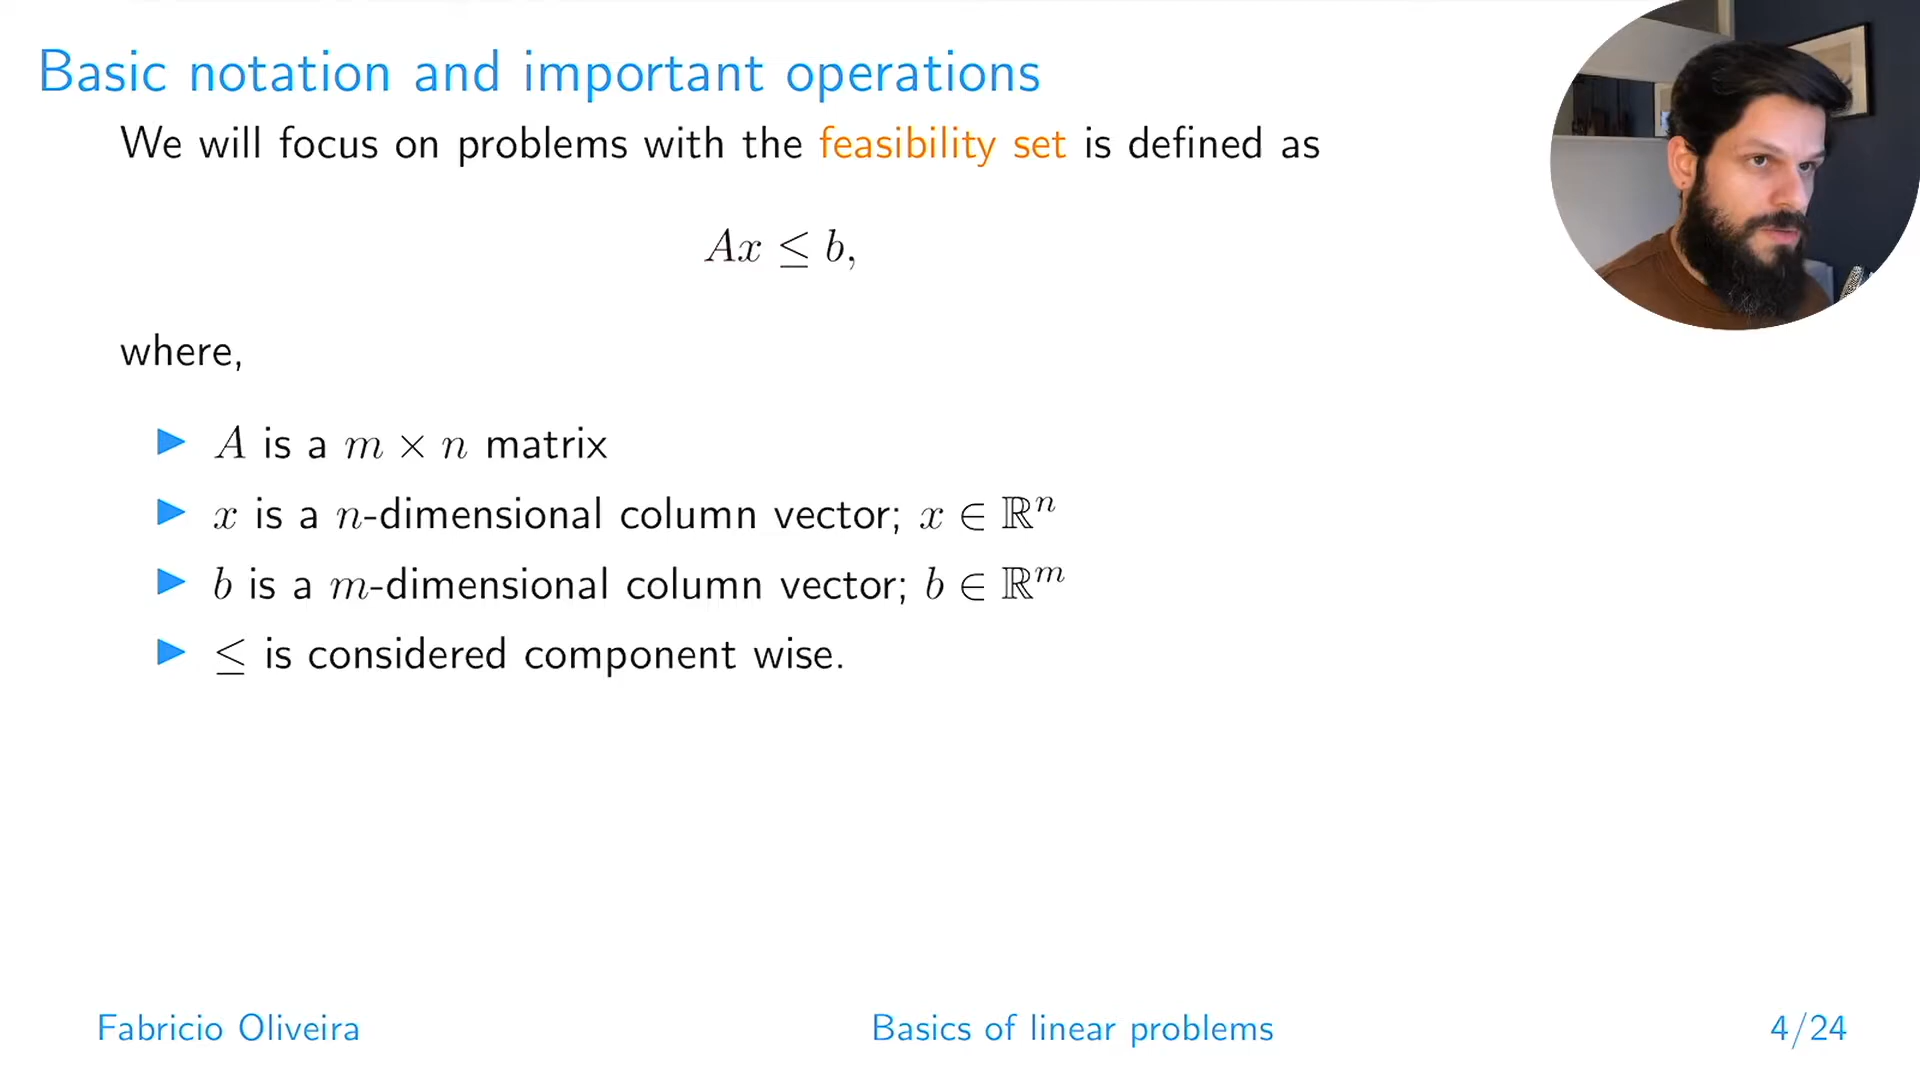 Basic notation and important operations
We will focus on problems with the feasibility set is defined as
Ax ≤ b,
where,
▶ A is a m × n matrix
▶ x is a n-dimensional column vector; x ∈ ℝⁿ
▶ b is a m-dimensional column vector; b ∈ ℝᵐ
▶ ≤ is considered component wise.
Fabricio Oliveira Basics of linear problems 4/24